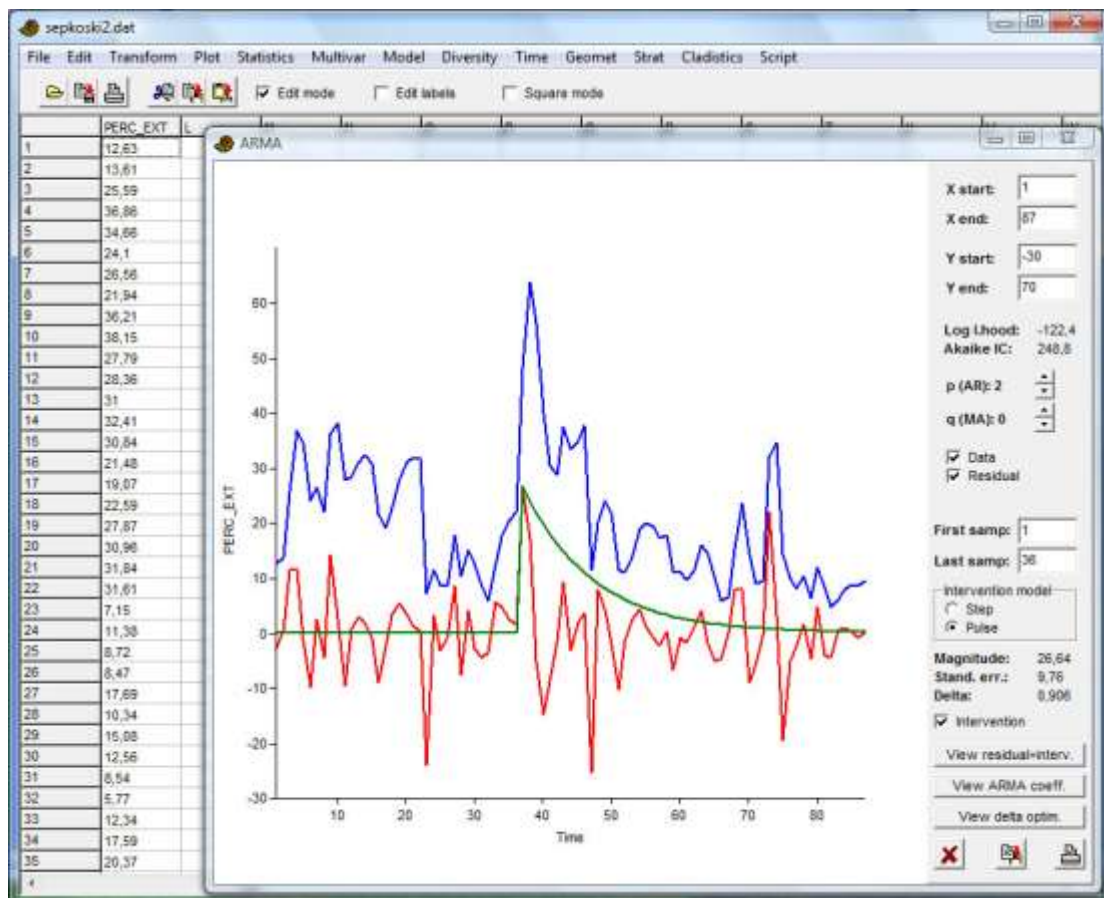 sepkoski2.dat
File Edit Transform Plot Statistics Multivar Model Diversity Time Geomet Strat Cladistics Script
Edit mode Edit labels Square mode
PERC_EXT L
1 12,63
2 13,61
3 25,59
4 36,86
5 34,66
6 24,1
7 26,56
8 21,94
9 36,21
10 38,15
11 27,79
12 28,36
13 31
14 32,41
15 30,84
16 21,48
17 19,07
18 22,59
19 27,87
20 30,96
21 31,84
22 31,61
23 7,15
24 11,38
25 8,72
26 8,47
27 17,69
28 10,34
29 15,08
30 12,56
31 8,54
32 5,77
33 12,34
34 17,59
35 20,37
ARMA
60
50
40
30
20
10
0
-10
-20
-30
PERC_EXT
10 20 30 40 50 60 70 80
Time
X start: 1
X end: 87
Y start: -30
Y end: 70
Log Lhood: -122,4
Akaike IC: 248,8
p (AR): 2
q (MA): 0
Data
Residual
First samp: 1
Last samp: 36
Intervention model
Step
Pulse
Magnitude: 26,64
Stand. err.: 9,76
Delta: 0,906
Intervention
View residual+interv.
View ARMA coeff.
View delta optim.